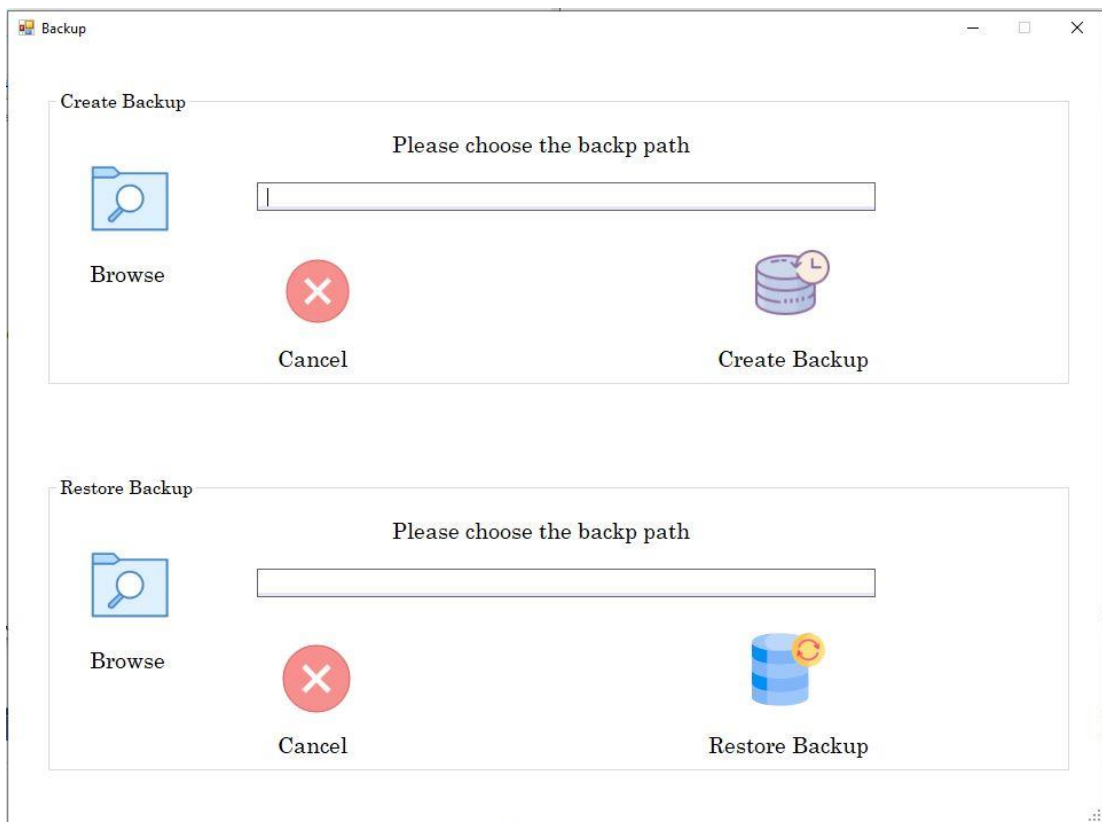 Backup
Create Backup
Please choose the backp path
Browse
Cancel
Create Backup
Restore Backup
Please choose the backp path
Browse
Cancel
Restore Backup